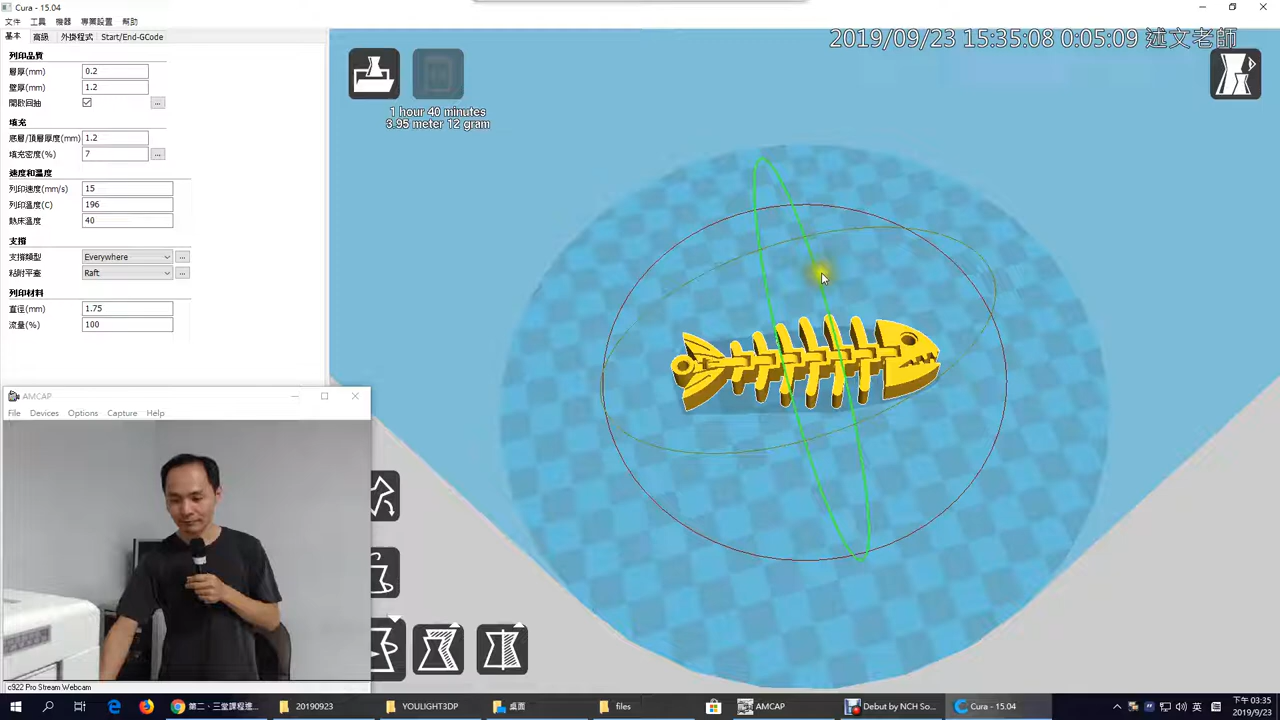 Cura - 15.04
文件 工具 機器 專業設置 幫助
基本 高級 外掛程式 Start/End-GCode
2019/09/23 15:35:08 0:05:09 述文老師
列印品質
層厚(mm) 0.2
壁厚(mm) 1.2
開啟回抽 ...
填充
底層/頂層厚度(mm) 1.2
填充密度(%) 7 ...
速度和溫度
列印速度(mm/s) 15
列印溫度(C) 196
熱床溫度 40
支撐
支撐類型 Everywhere ...
粘附平臺 Raft ...
列印材料
直徑(mm) 1.75
流量(%) 100
1 hour 40 minutes
3.95 meter 12 gram
AMCAP
File Devices Options Capture Help
c922 Pro Stream Webcam
第二、三堂課程進... 20190923 YOULIGHT3DP 桌面 files AMCAP Debut by NCH So... Cura - 15.04
英
下午 03:35
2019/9/23